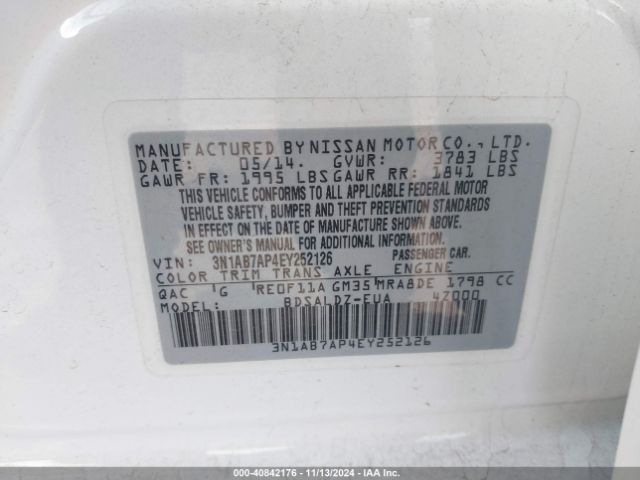 MANUFACTURED BY NISSAN MOTOR CO., LTD.
DATE: 05/14. GVWR: 3783 LBS
GAWR FR: 1995 LBS GAWR RR: 1841 LBS
THIS VEHICLE CONFORMS TO ALL APPLICABLE FEDERAL MOTOR
VEHICLE SAFETY, BUMPER AND THEFT PREVENTION STANDARDS
IN EFFECT ON THE DATE OF MANUFACTURE SHOWN ABOVE.
SEE OWNER'S MANUAL FOR ADDITIONAL INFORMATION.
VIN: 3N1AB7AP4EY252126 PASSENGER CAR.
COLOR TRIM TRANS AXLE ENGINE
QAC G RE0F11A GM35 MRA8DE 1798 CC
MODEL: BDSALDZ-EUA 4Z000
3N1AB7AP4EY252126
00-40842176 | 11/13/2024 | Copyright IAA, Inc.